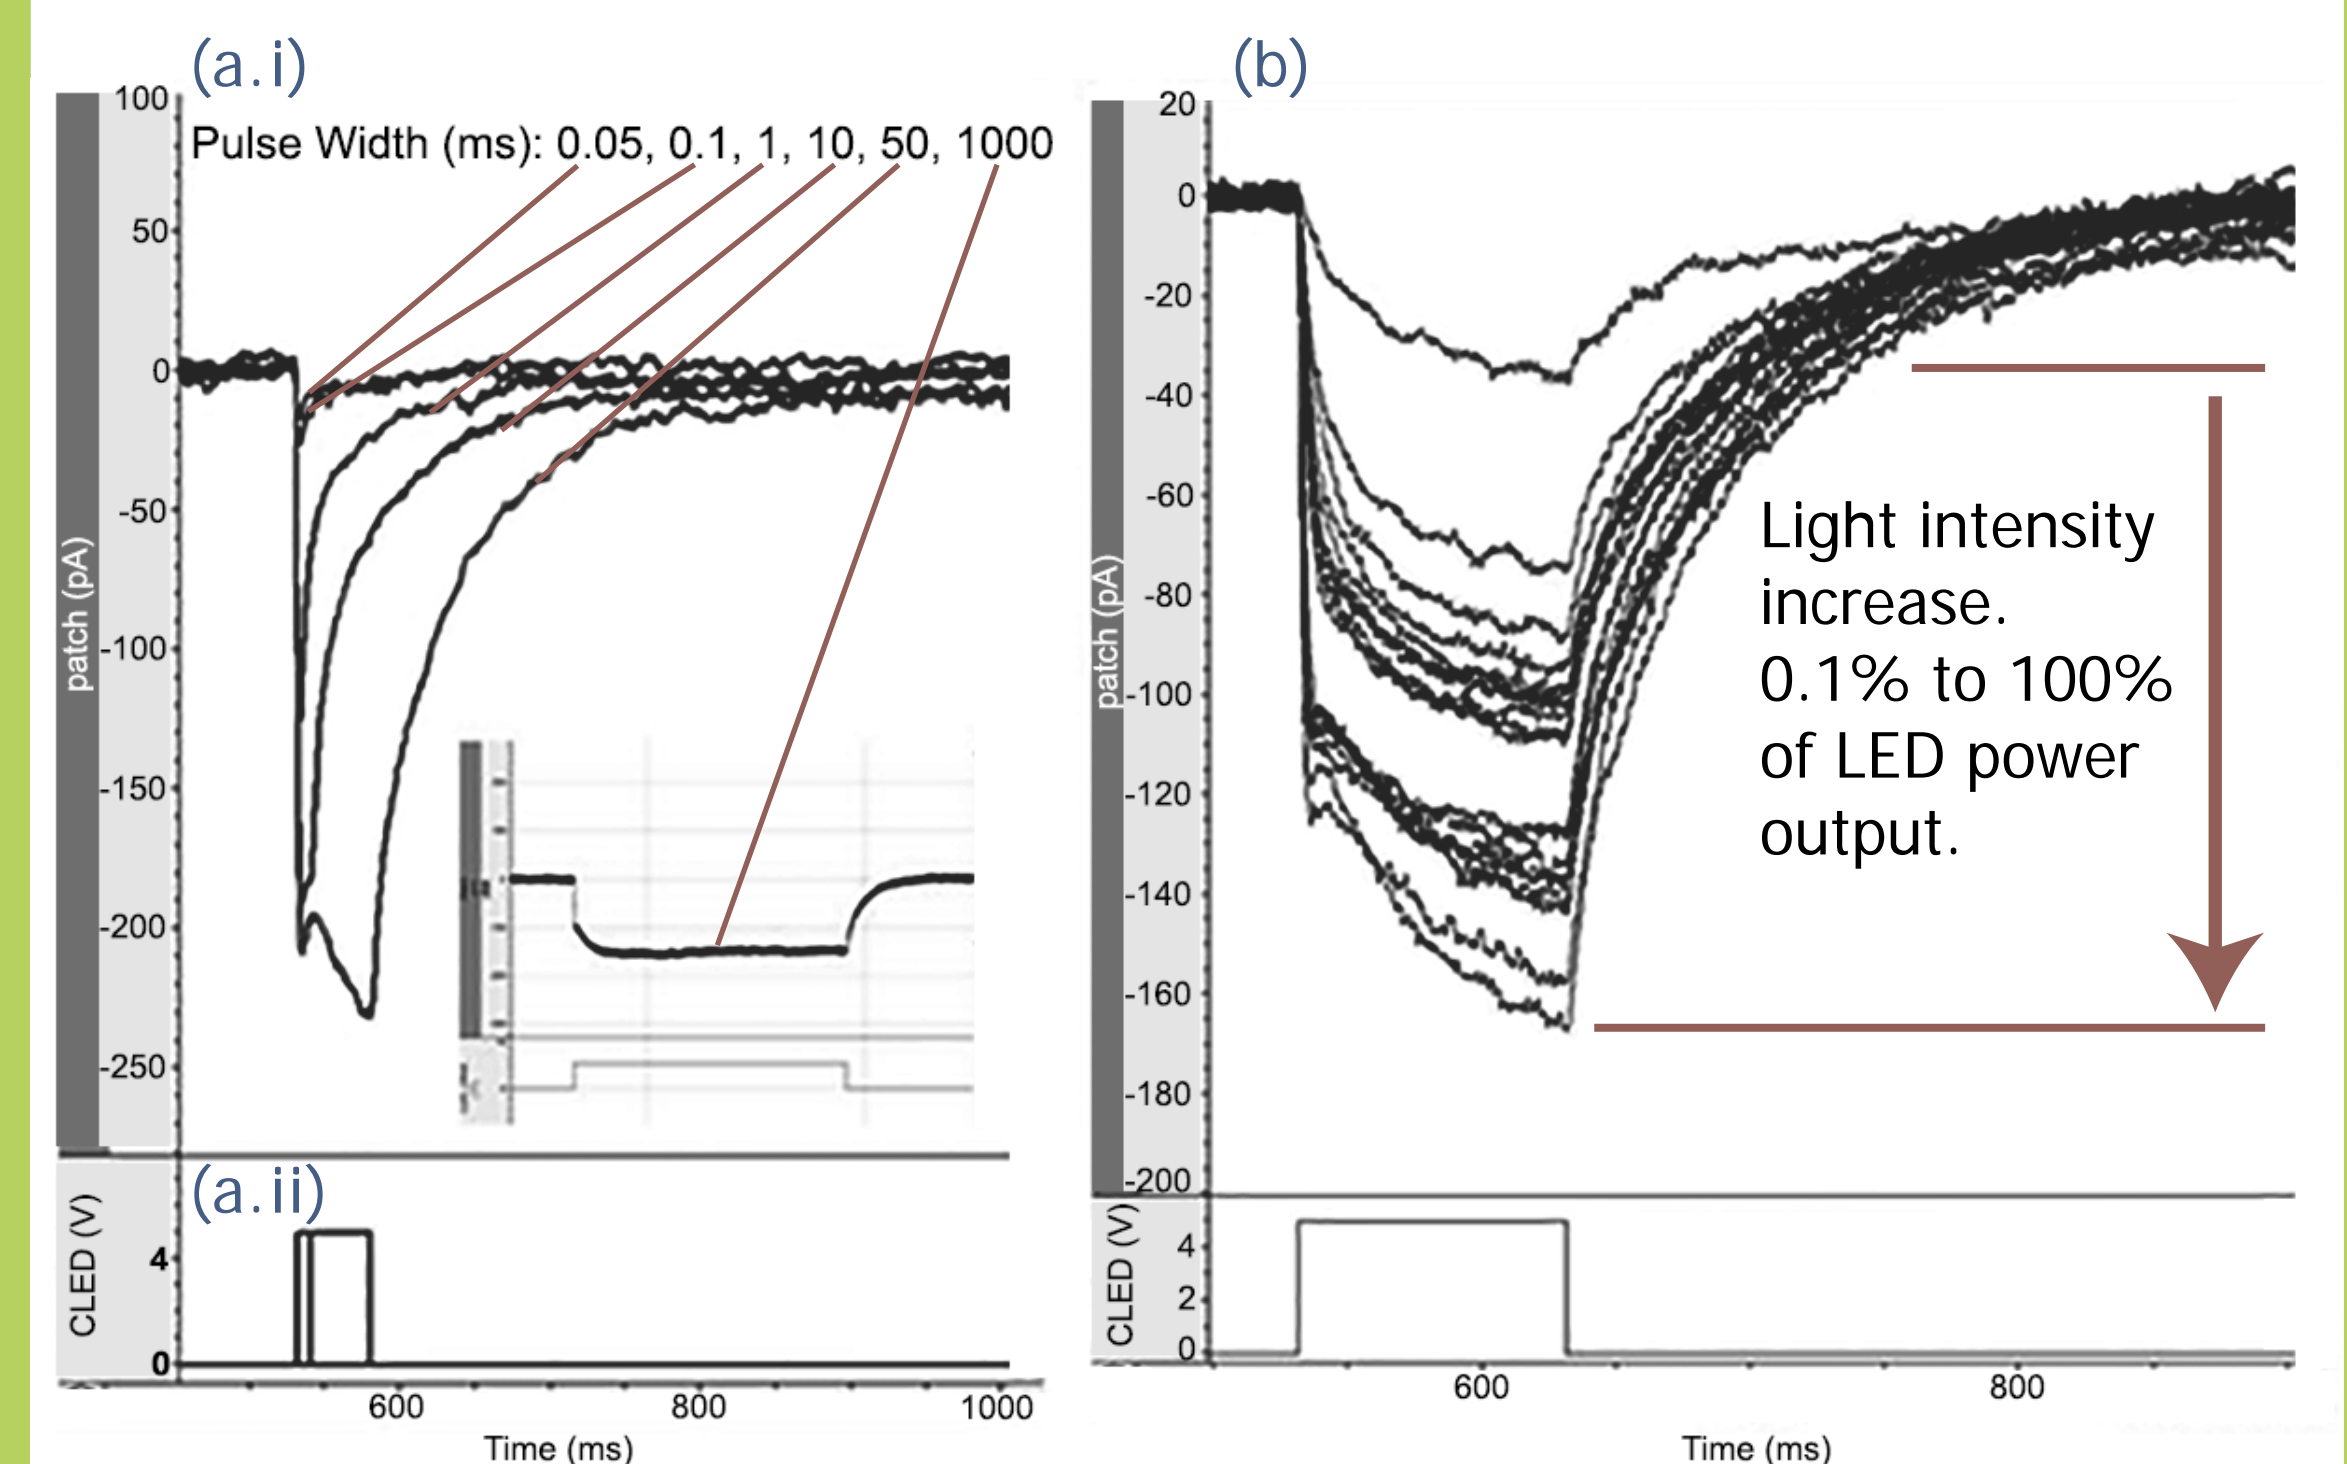 (a.i)
Pulse Width (ms): 0.05, 0.1, 1, 10, 50, 1000
100
50
0
-50
-100
-150
-200
-250
patch (pA)
(a.ii)
CLED (V)
4
0
600
800
1000
Time (ms)
(b)
20
0
-20
-40
-60
-80
-100
-120
-140
-160
-180
-200
patch (pA)
Light intensity
increase.
0.1% to 100%
of LED power
output.
CLED (V)
4
2
0
600
800
Time (ms)